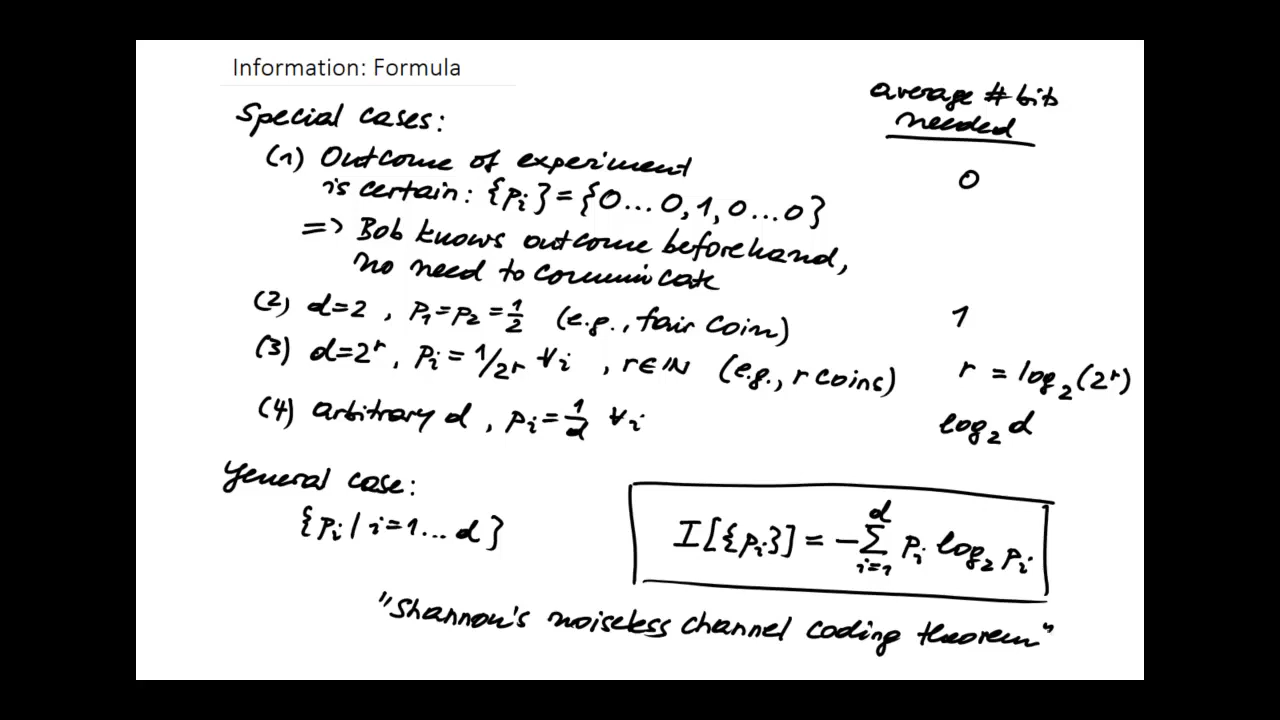 Information: Formula
average # bits
needed
Special cases:
(1) Outcome of experiment
is certain: {pᵢ} = {0...0, 1, 0...0}
0
=> Bob knows outcome beforehand,
no need to communicate
(2) d=2, p₁=p₂=1/2 (e.g., fair coin)
1
(3) d=2ʳ, pᵢ = 1/2ʳ ∀i, r∈ℕ (e.g., r coins)
r = log₂(2ʳ)
(4) arbitrary d, pᵢ=1/d ∀i
log₂ d
General case:
{pᵢ | i=1...d}
I[{pᵢ}] = -∑ᵢ₌₁ᵈ pᵢ log₂ pᵢ
"Shannon's noiseless channel coding theorem"